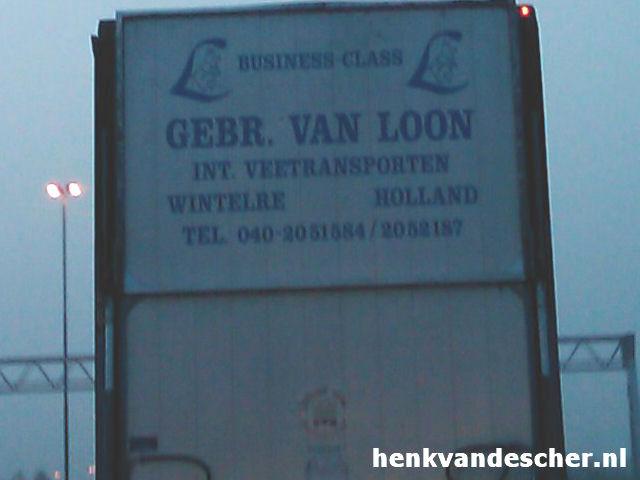 BUSINESS-CLASS
GEBR. VAN LOON
INT. VEETRANSPORTEN
WINTELRE HOLLAND
TEL. 040-2051584/2052187
henkvandescher.nl